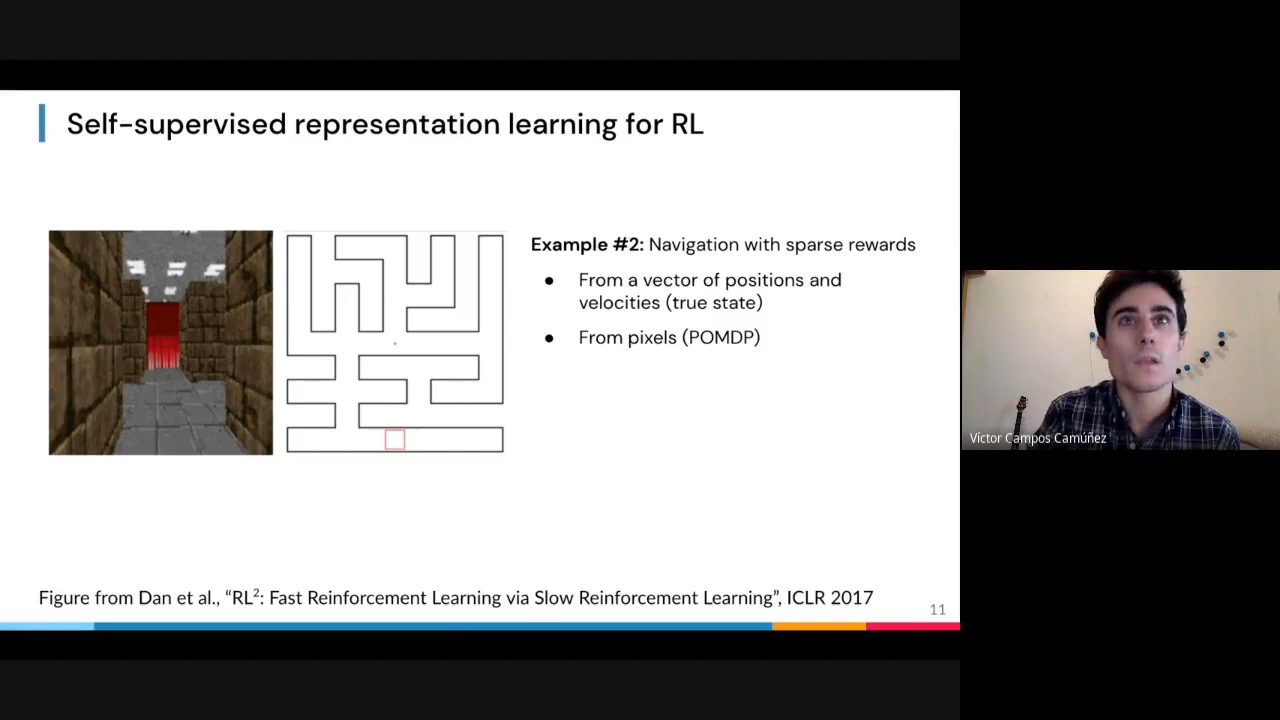 Self-supervised representation learning for RL
Example #2: Navigation with sparse rewards
● From a vector of positions and
velocities (true state)
● From pixels (POMDP)
Víctor Campos Camúñez
Figure from Dan et al., “RL²: Fast Reinforcement Learning via Slow Reinforcement Learning”, ICLR 2017
11